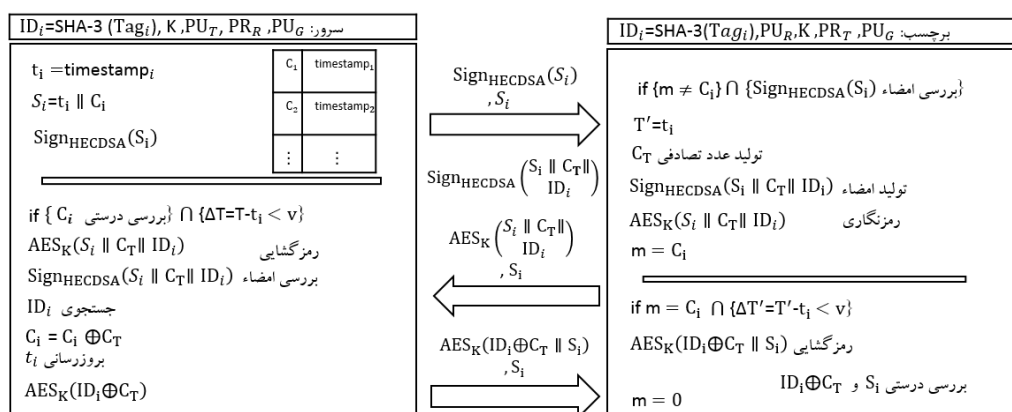 سرور: ID_i=SHA-3 (Tag_i), K ,PU_T, PR_R ,PU_G
t_i =timestamp_i
S_i=t_i ∥ C_i
Sign_HECDSA(S_i)
C_1 timestamp_1
C_2 timestamp_2
⋮ ⋮
if { C_i بررسی درستی} ∩ {ΔT=T-t_i < v}
AES_K(S_i ∥ C_T∥ ID_i) رمزگشایی
Sign_HECDSA(S_i ∥ C_T∥ ID_i) بررسی امضاء
ID_i جستجوی
C_i = C_i ⊕C_T
t_i بروزرسانی
AES_K(ID_i⊕C_T)
Sign_HECDSA(S_i)
, S_i
Sign_HECDSA(S_i ∥ C_T∥
ID_i)
AES_K(S_i ∥ C_T∥
ID_i)
, S_i
AES_K(ID_i⊕C_T ∥ S_i)
, S_i
برچسب: ID_i=SHA-3(Tag_i),PU_R,K ,PR_T ,PU_G
if {m ≠ C_i} ∩ {Sign_HECDSA(S_i) بررسی امضاء}
T′=t_i
C_T تولید عدد تصادفی
Sign_HECDSA(S_i ∥ C_T∥ ID_i) تولید امضاء
AES_K(S_i ∥ C_T∥ ID_i) رمزنگاری
m = C_i
if m = C_i ∩ {ΔT′=T′-t_i < v}
AES_K(ID_i⊕C_T ∥ S_i) رمزگشایی
ID_i⊕C_T و S_i بررسی درستی
m = 0